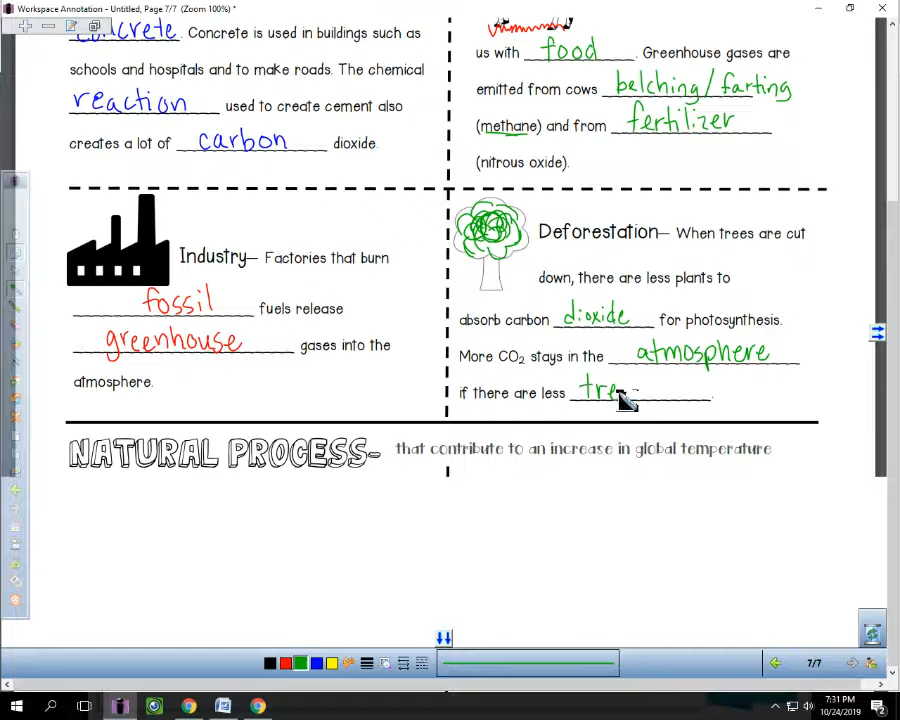 Workspace Annotation - Untitled, Page 7/7 (Zoom 100%) *
concrete. Concrete is used in buildings such as
schools and hospitals and to make roads. The chemical
reaction used to create cement also
creates a lot of carbon dioxide.
us with food. Greenhouse gases are
emitted from cows belching/farting
(methane) and from fertilizer
(nitrous oxide).
Industry— Factories that burn
fossil fuels release
greenhouse gases into the
atmosphere.
Deforestation— When trees are cut
down, there are less plants to
absorb carbon dioxide for photosynthesis.
More CO₂ stays in the atmosphere
if there are less tre.
NATURAL PROCESS- that contribute to an increase in global temperature
7/7
7:31 PM
10/24/2019
2